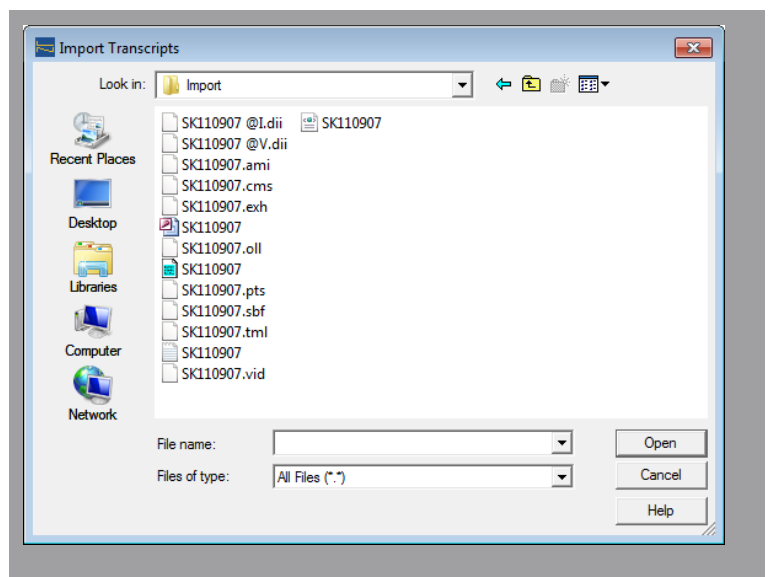 Import Transcripts
Look in:
Import
SK110907 @I.dii
SK110907
SK110907 @V.dii
SK110907.ami
SK110907.cms
SK110907.exh
SK110907
SK110907.oll
SK110907
SK110907.pts
SK110907.sbf
SK110907.tml
SK110907
SK110907.vid
Recent Places
Desktop
Libraries
Computer
Network
File name:
Open
Files of type:
All Files (*.*)
Cancel
Help